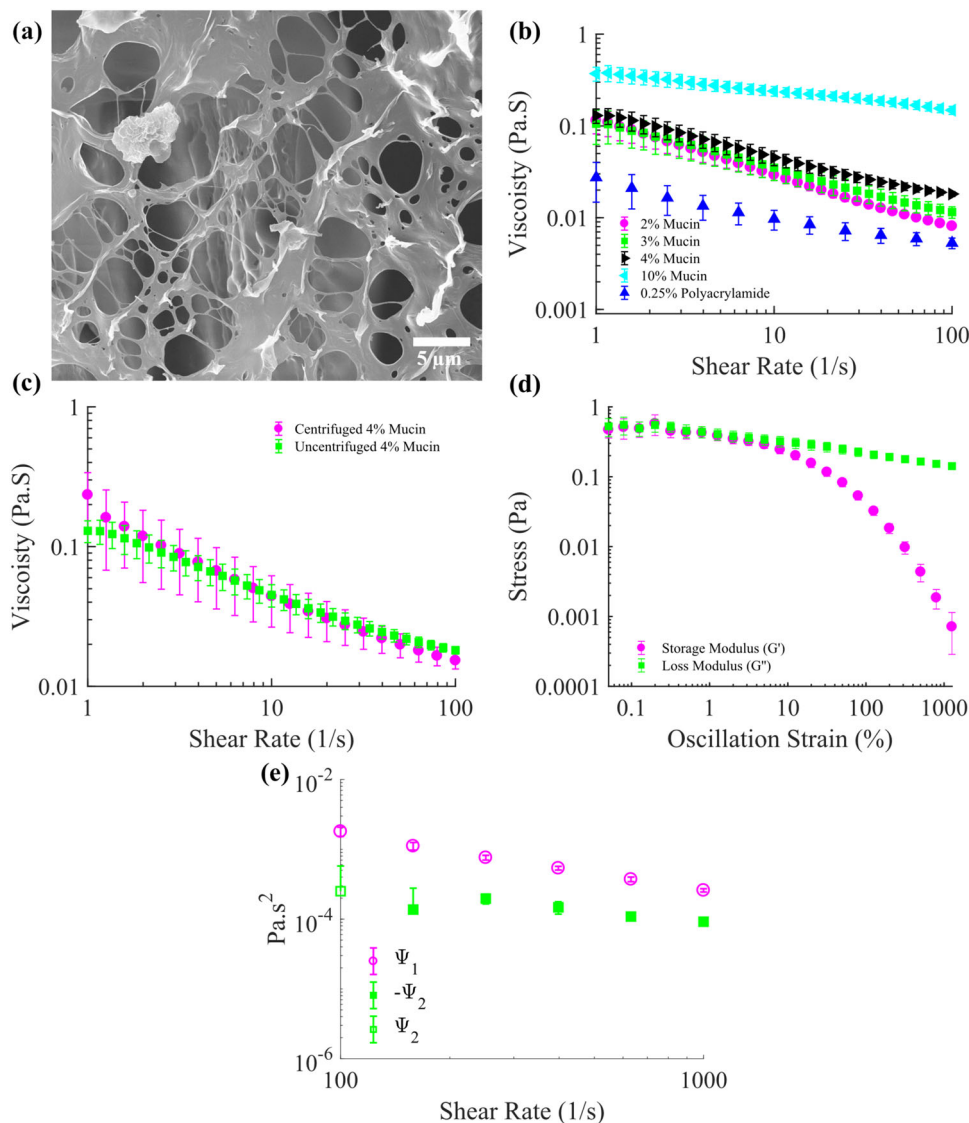 (a)
5 µm
(b)
1
0.1
0.01
0.001
Viscoisty (Pa.S)
2% Mucin
3% Mucin
4% Mucin
10% Mucin
0.25% Polyacrylamide
1
10
100
Shear Rate (1/s)
(c)
1
0.1
0.01
Viscoisty (Pa.S)
Centrifuged 4% Mucin
Uncentrifuged 4% Mucin
1
10
100
Shear Rate (1/s)
(d)
1
0.1
0.01
0.001
0.0001
Stress (Pa)
Storage Modulus (G')
Loss Modulus (G'')
0.1
1
10
100
1000
Oscillation Strain (%)
(e)
10⁻²
10⁻⁴
10⁻⁶
Pa.s²
Ψ₁
-Ψ₂
Ψ₂
100
1000
Shear Rate (1/s)